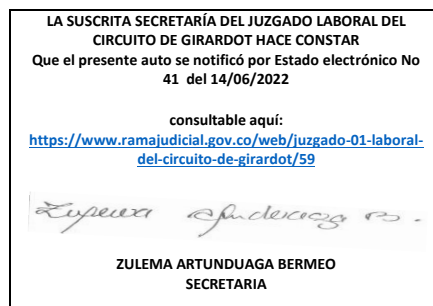 LA SUSCRITA SECRETARÍA DEL JUZGADO LABORAL DEL
CIRCUITO DE GIRARDOT HACE CONSTAR
Que el presente auto se notificó por Estado electrónico No
41 del 14/06/2022
consultable aquí:
https://www.ramajudicial.gov.co/web/juzgado-01-laboral-
del-circuito-de-girardot/59
Zulema Artunduaga B.
ZULEMA ARTUNDUAGA BERMEO
SECRETARIA